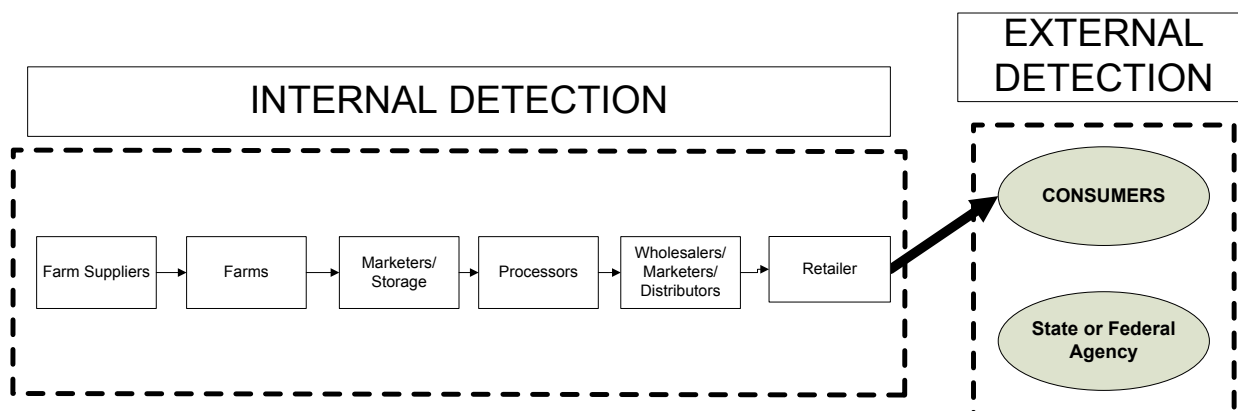 EXTERNAL
DETECTION
INTERNAL DETECTION
CONSUMERS
Farm Suppliers
Farms
Marketers/
Storage
Processors
Wholesalers/
Marketers/
Distributors
Retailer
State or Federal
Agency